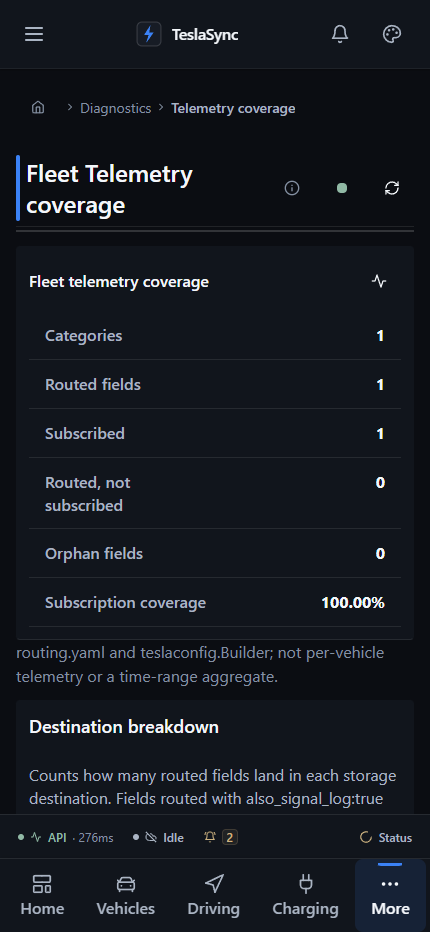 TeslaSync
Diagnostics
Telemetry coverage
Fleet Telemetry
coverage
Fleet telemetry coverage
Categories 1
Routed fields 1
Subscribed 1
Routed, not
subscribed 0
Orphan fields 0
Subscription coverage 100.00%
routing.yaml and teslaconfig.Builder; not per-vehicle
telemetry or a time-range aggregate.
Destination breakdown
Counts how many routed fields land in each storage
destination. Fields routed with also_signal_log:true
API · 276ms Idle 2 Status
Home Vehicles Driving Charging More